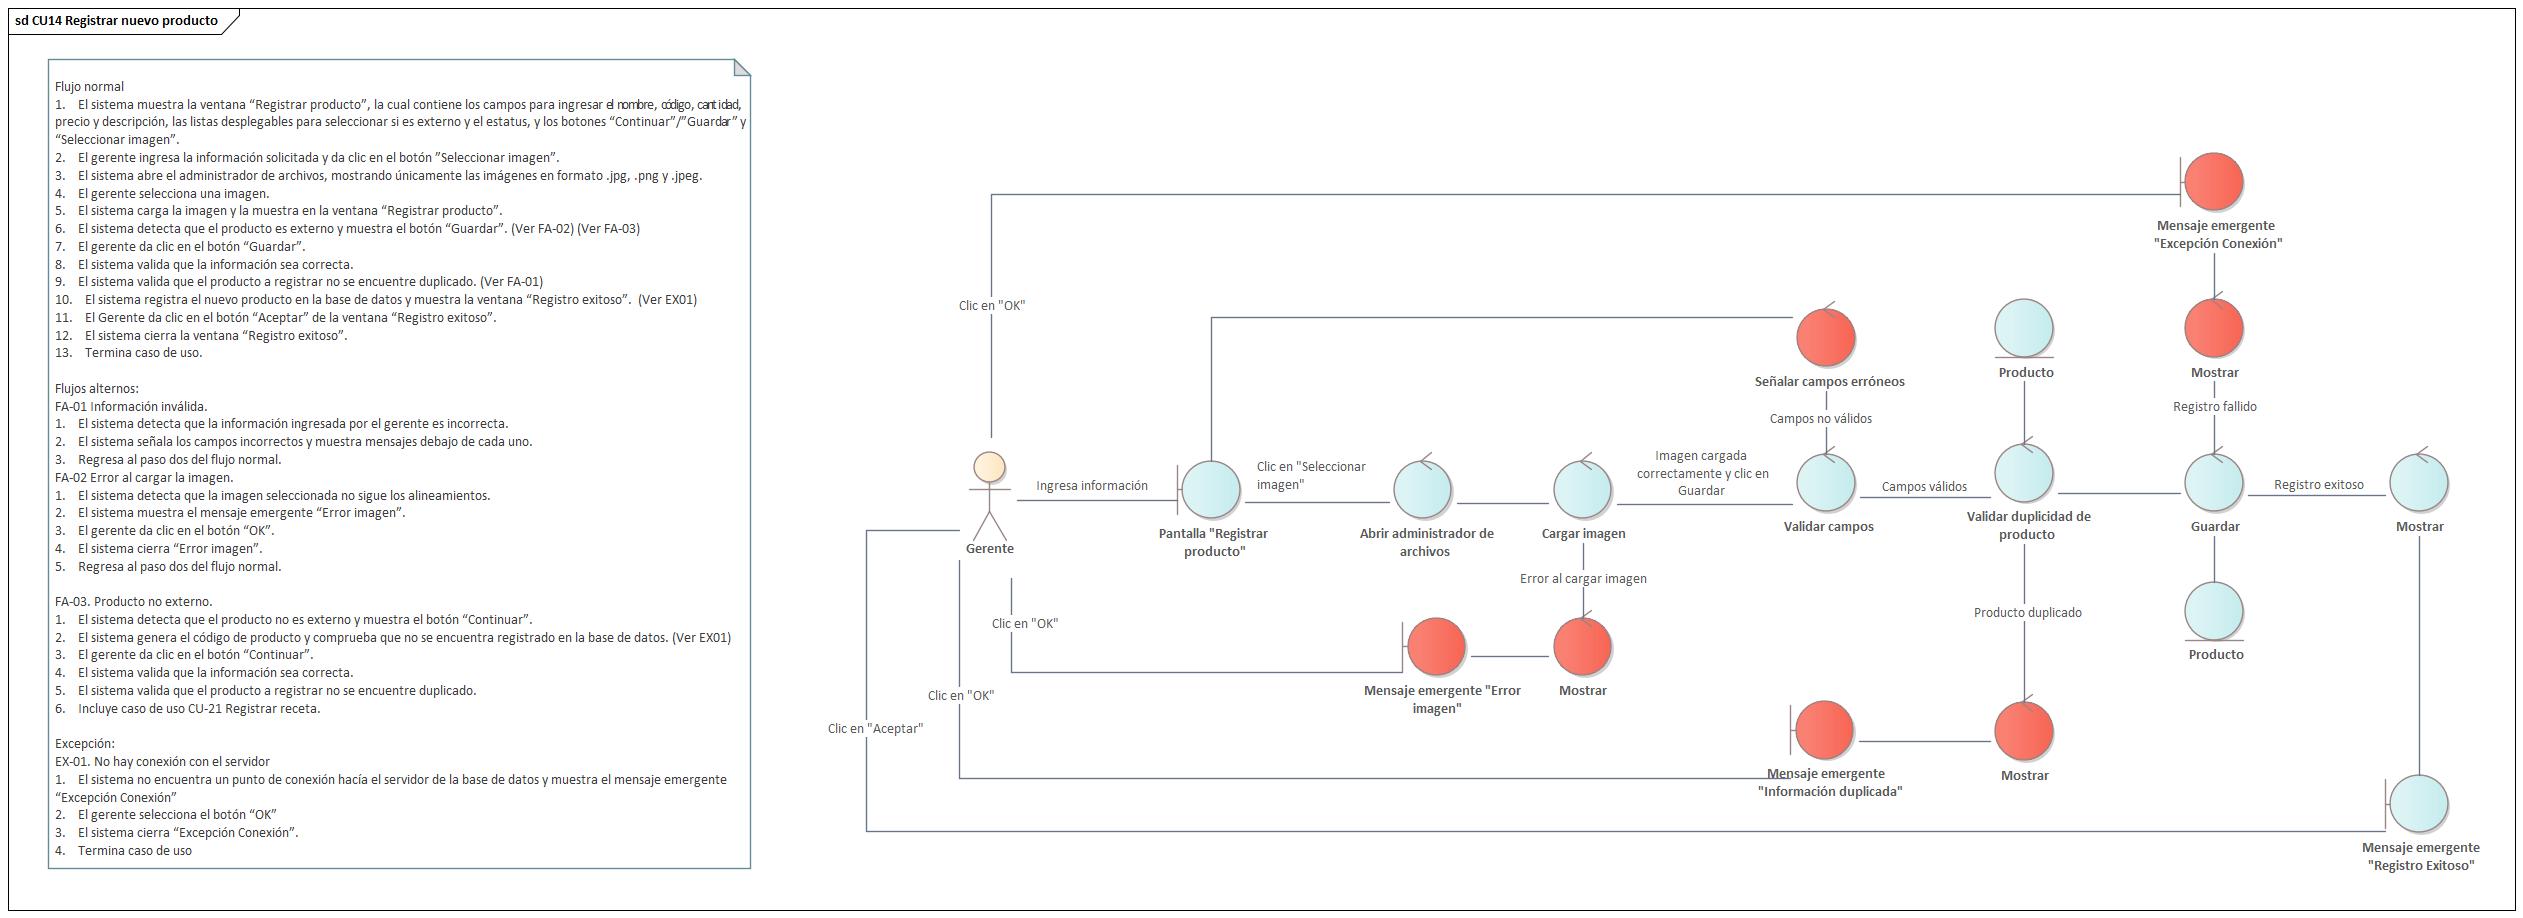 sd CU14 Registrar nuevo producto
Flujo normal
1. El sistema muestra la ventana “Registrar producto”, la cual contiene los campos para ingresar el nombre, código, cantidad,
precio y descripción, las listas desplegables para seleccionar si es externo y el estatus, y los botones “Continuar”/”Guardar” y
“Seleccionar imagen”.
2. El gerente ingresa la información solicitada y da clic en el botón ”Seleccionar imagen”.
3. El sistema abre el administrador de archivos, mostrando únicamente las imágenes en formato .jpg, .png y .jpeg.
4. El gerente selecciona una imagen.
5. El sistema carga la imagen y la muestra en la ventana “Registrar producto”.
6. El sistema detecta que el producto es externo y muestra el botón “Guardar”. (Ver FA-02) (Ver FA-03)
7. El gerente da clic en el botón “Guardar”.
8. El sistema valida que la información sea correcta.
9. El sistema valida que el producto a registrar no se encuentre duplicado. (Ver FA-01)
10. El sistema registra el nuevo producto en la base de datos y muestra la ventana “Registro exitoso”. (Ver EX01)
11. El Gerente da clic en el botón “Aceptar” de la ventana “Registro exitoso”.
12. El sistema cierra la ventana “Registro exitoso”.
13. Termina caso de uso.
Flujos alternos:
FA-01 Información inválida.
1. El sistema detecta que la información ingresada por el gerente es incorrecta.
2. El sistema señala los campos incorrectos y muestra mensajes debajo de cada uno.
3. Regresa al paso dos del flujo normal.
FA-02 Error al cargar la imagen.
1. El sistema detecta que la imagen seleccionada no sigue los alineamientos.
2. El sistema muestra el mensaje emergente “Error imagen”.
3. El gerente da clic en el botón “OK”.
4. El sistema cierra “Error imagen”.
5. Regresa al paso dos del flujo normal.
FA-03. Producto no externo.
1. El sistema detecta que el producto no es externo y muestra el botón “Continuar”.
2. El sistema genera el código de producto y comprueba que no se encuentra registrado en la base de datos. (Ver EX01)
3. El gerente da clic en el botón “Continuar”.
4. El sistema valida que la información sea correcta.
5. El sistema valida que el producto a registrar no se encuentre duplicado.
6. Incluye caso de uso CU-21 Registrar receta.
Excepción:
EX-01. No hay conexión con el servidor
1. El sistema no encuentra un punto de conexión hacía el servidor de la base de datos y muestra el mensaje emergente
“Excepción Conexión”
2. El gerente selecciona el botón “OK”
3. El sistema cierra “Excepción Conexión”.
4. Termina caso de uso
Mensaje emergente
"Excepción Conexión"
Clic en "OK"
Señalar campos erróneos
Producto
Mostrar
Campos no válidos
Registro fallido
Gerente
Ingresa información
Pantalla "Registrar
producto"
Clic en "Seleccionar
imagen"
Abrir administrador de
archivos
Cargar imagen
Imagen cargada
correctamente y clic en
Guardar
Validar campos
Campos válidos
Validar duplicidad de
producto
Guardar
Registro exitoso
Mostrar
Error al cargar imagen
Clic en "OK"
Producto duplicado
Producto
Mensaje emergente "Error
imagen"
Mostrar
Clic en "OK"
Clic en "Aceptar"
Mensaje emergente
"Información duplicada"
Mostrar
Mensaje emergente
"Registro Exitoso"